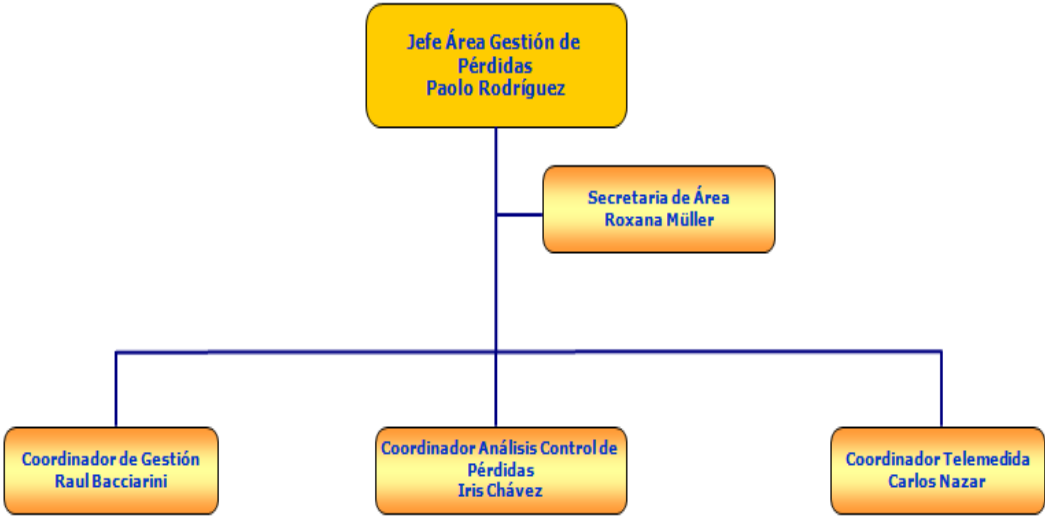 Jefe Área Gestión de
Pérdidas
Paolo Rodríguez
Secretaria de Área
Roxana Müller
Coordinador de Gestión
Raul Bacciarini
Coordinador Análisis Control de
Pérdidas
Iris Chávez
Coordinador Telemedida
Carlos Nazar